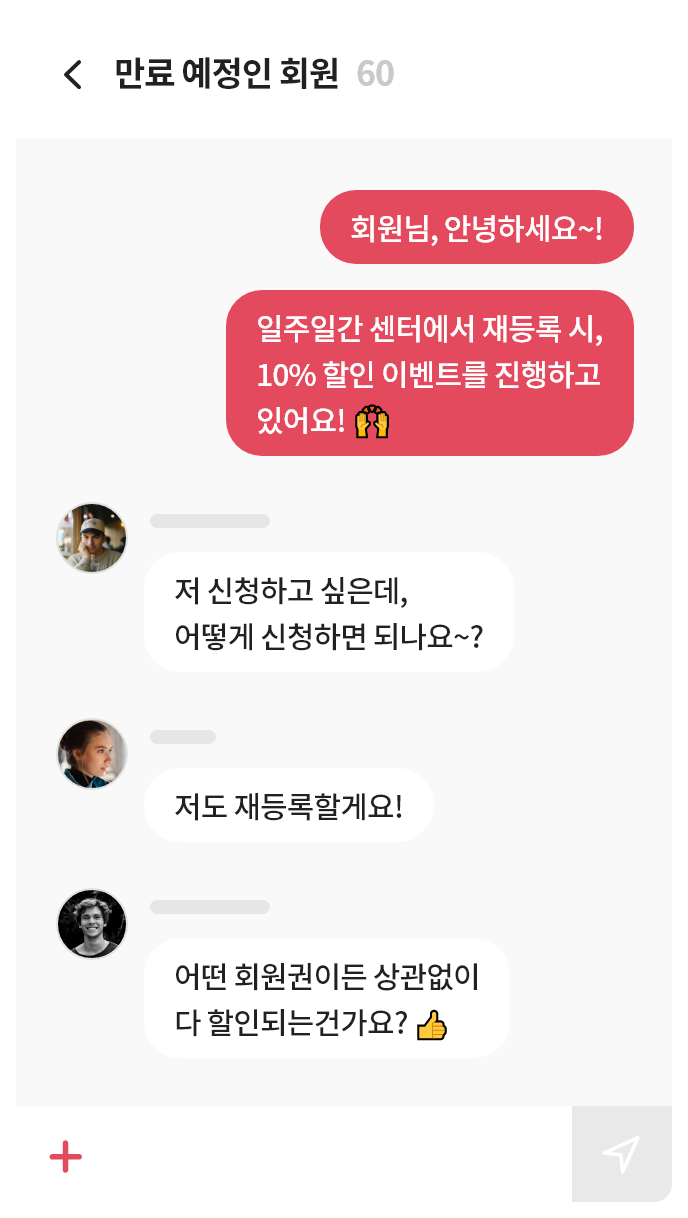 만료 예정인 회원 60
회원님, 안녕하세요~!
일주일간 센터에서 재등록 시,
10% 할인 이벤트를 진행하고
있어요! 🙌
저 신청하고 싶은데,
어떻게 신청하면 되나요~?
저도 재등록할게요!
어떤 회원권이든 상관없이
다 할인되는건가요? 👍